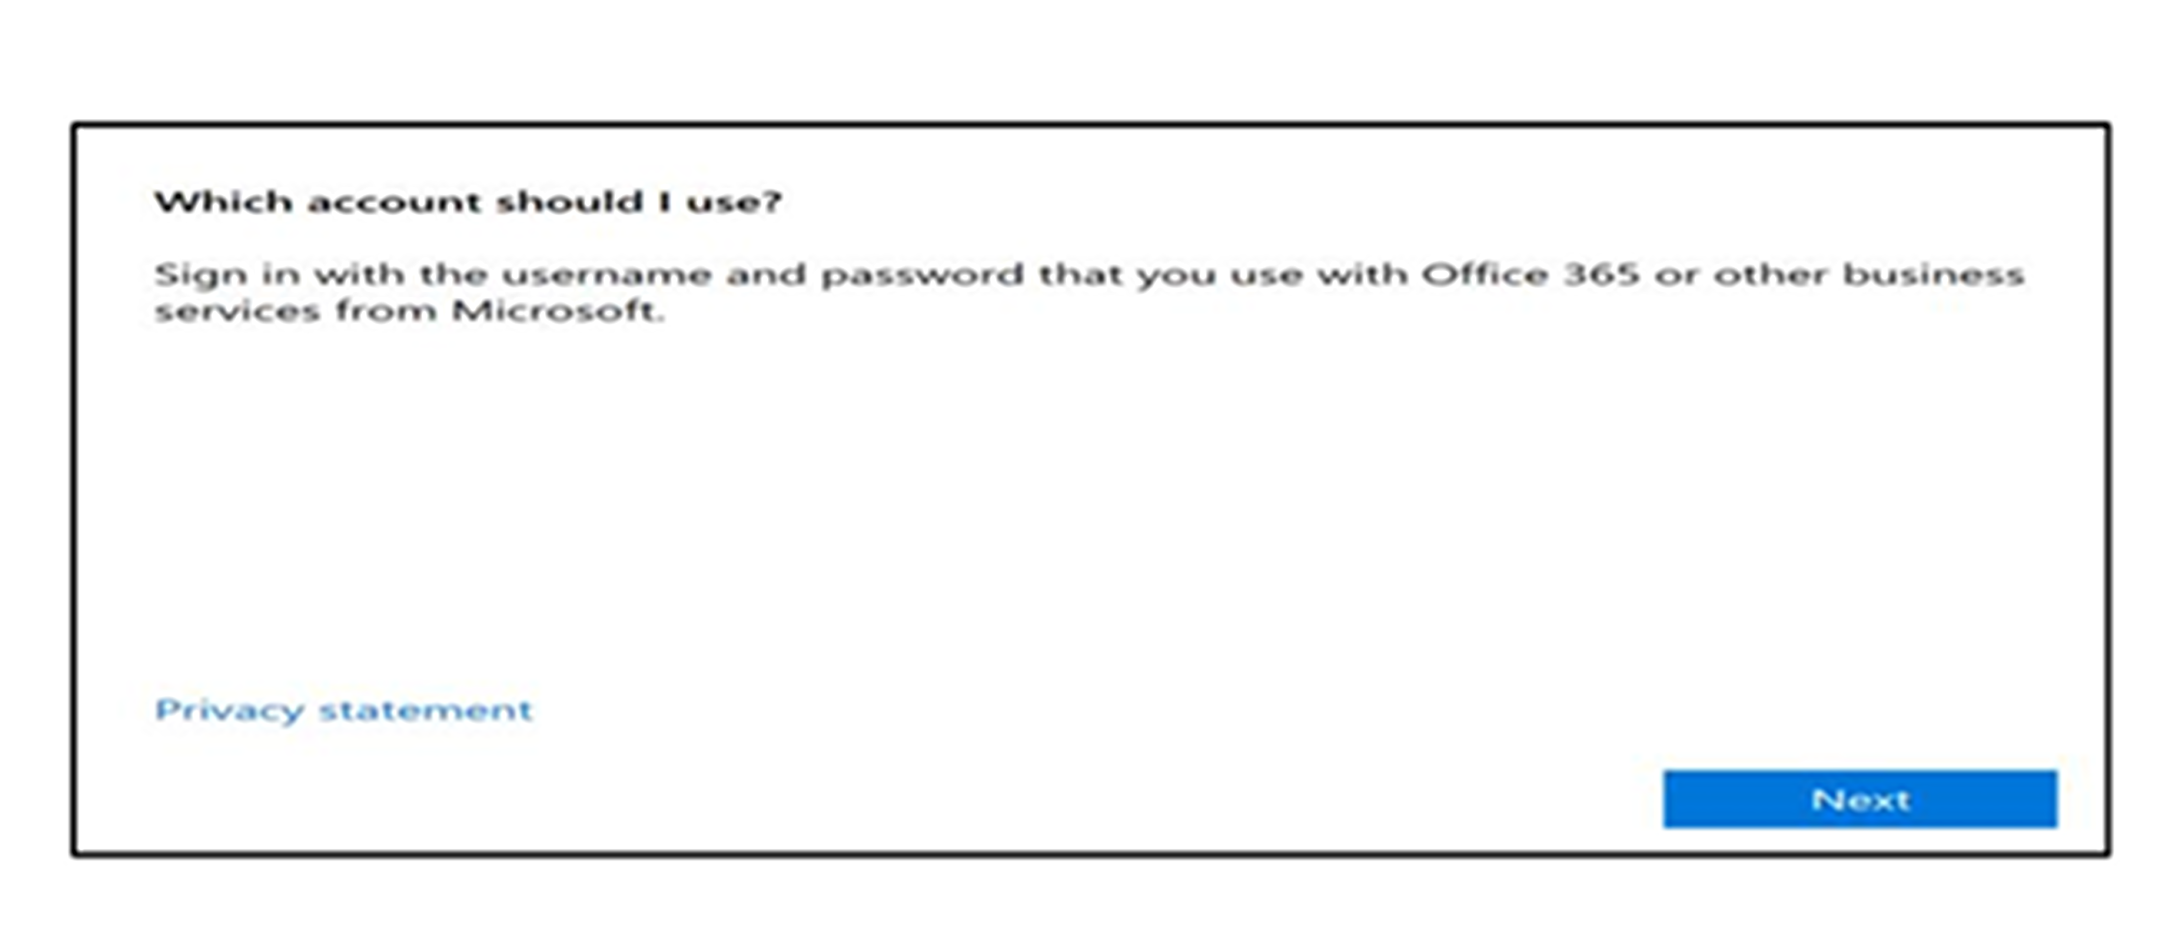 Which account should I use?
Sign in with the username and password that you use with Office 365 or other business
services from Microsoft.
Privacy statement
Next